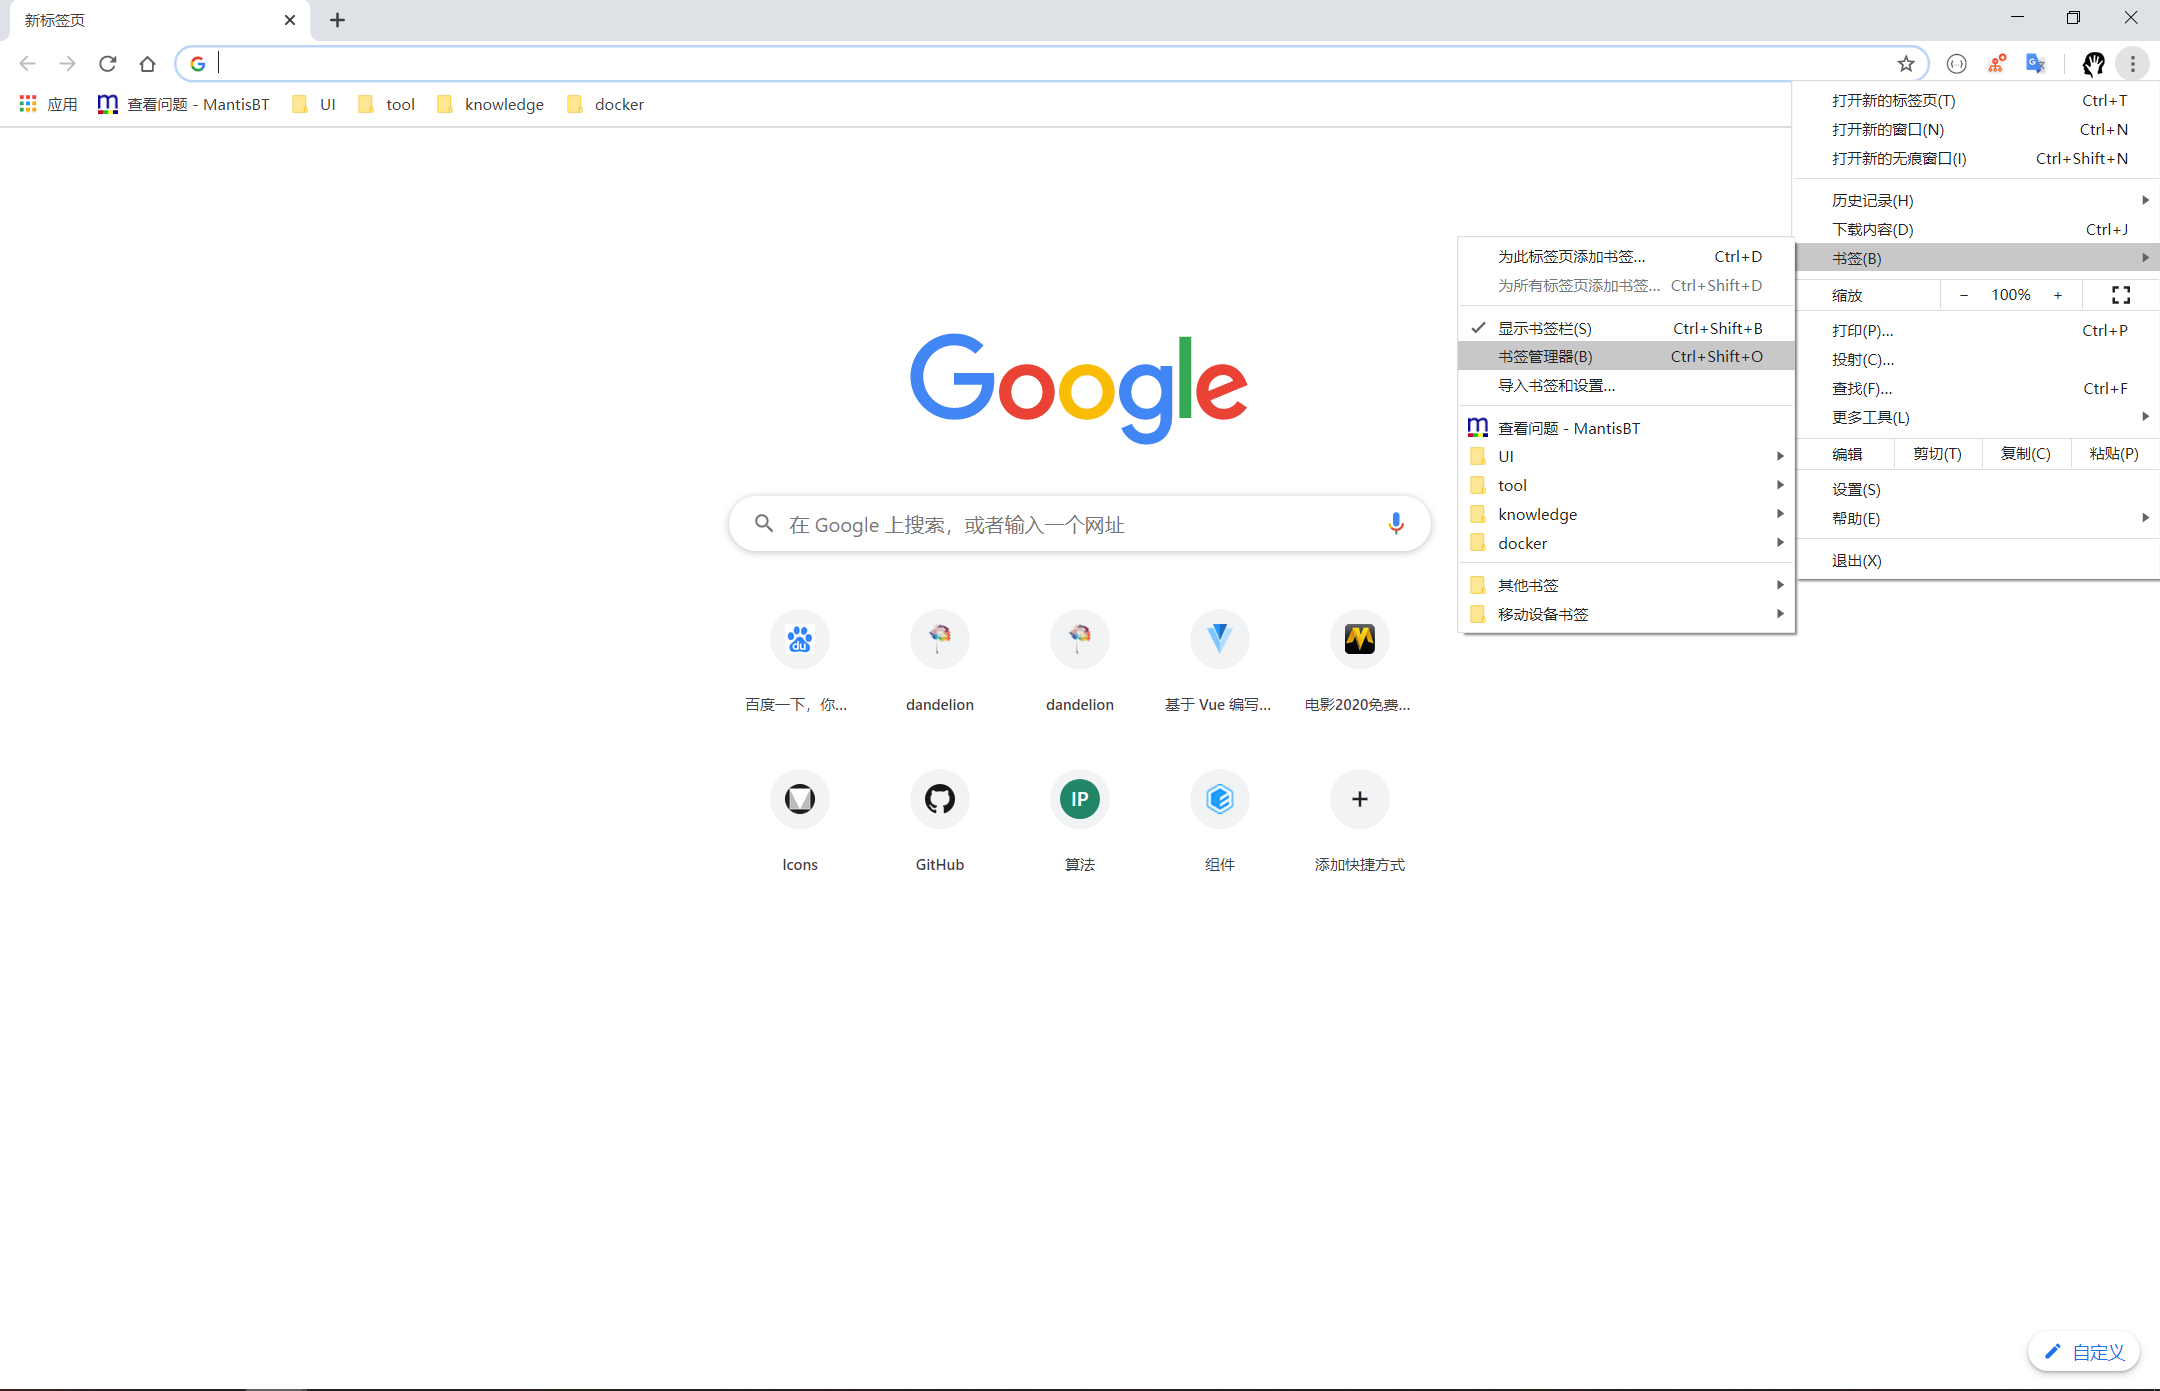 新标签页
应用
查看问题 - MantisBT
UI
tool
knowledge
docker
打开新的标签页(T) Ctrl+T
打开新的窗口(N) Ctrl+N
打开新的无痕窗口(I) Ctrl+Shift+N
历史记录(H)
下载内容(D) Ctrl+J
书签(B)
缩放 − 100% +
打印(P)... Ctrl+P
投射(C)...
查找(F)... Ctrl+F
更多工具(L)
编辑 剪切(T) 复制(C) 粘贴(P)
设置(S)
帮助(E)
退出(X)
为此标签页添加书签... Ctrl+D
为所有标签页添加书签... Ctrl+Shift+D
显示书签栏(S) Ctrl+Shift+B
书签管理器(B) Ctrl+Shift+O
导入书签和设置...
查看问题 - MantisBT
UI
tool
knowledge
docker
其他书签
移动设备书签
Google
在 Google 上搜索，或者输入一个网址
du
百度一下，你...
dandelion
dandelion
基于 Vue 编写...
电影2020免费...
IP
Icons
GitHub
算法
组件
添加快捷方式
自定义